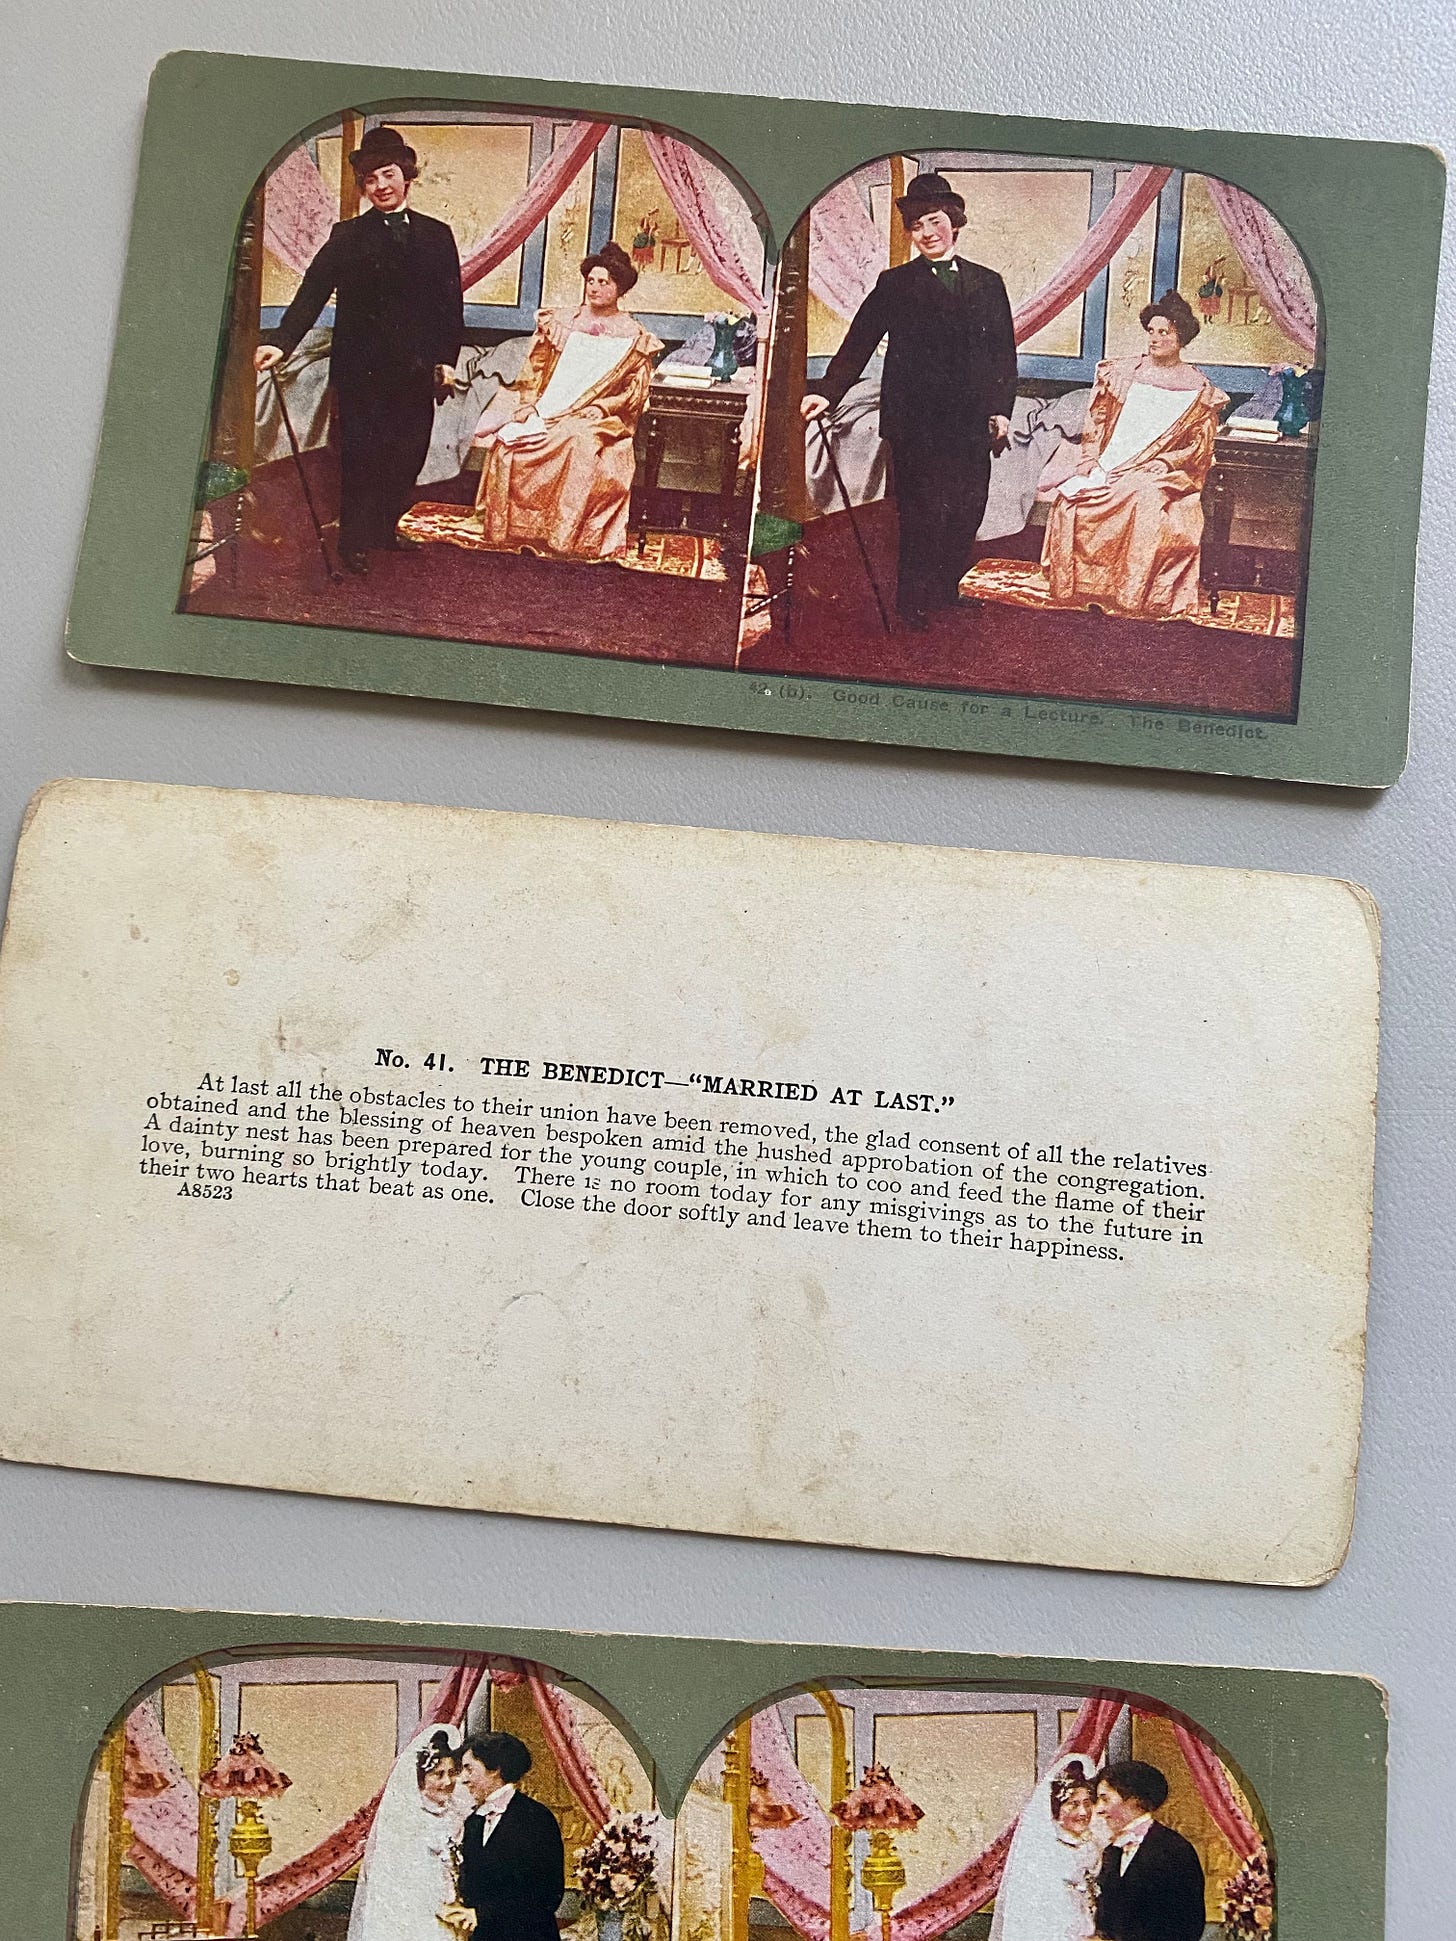 42. (b). Good Cause for a Lecture. The Benedict.
No. 41. THE BENEDICT—“MARRIED AT LAST.”
At last all the obstacles to their union have been removed, the glad consent of all the relatives
obtained and the blessing of heaven bespoken amid the hushed approbation of the congregation.
A dainty nest has been prepared for the young couple, in which to coo and feed the flame of their
love, burning so brightly today. There is no room today for any misgivings as to the future in
their two hearts that beat as one. Close the door softly and leave them to their happiness.
A8523